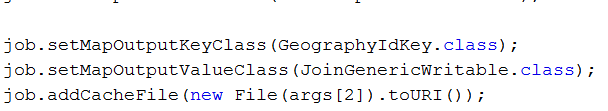 job.setMapOutputKeyClass(GeographyIdKey.class);
job.setMapOutputValueClass(JoinGenericWritable.class);
job.addCacheFile(new File(args[2]).toURI());